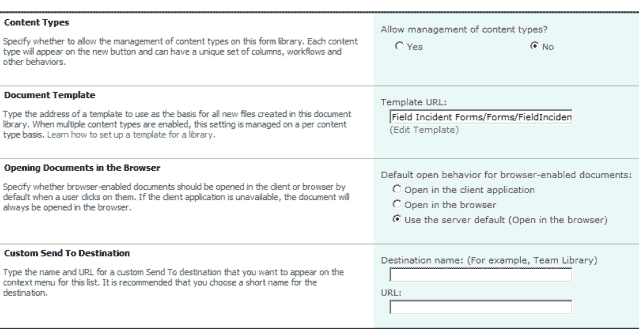 Content Types
Specify whether to allow the management of content types on this form library. Each content
type will appear on the new button and can have a unique set of columns, workflows and
other behaviors.
Allow management of content types?
Yes
No
Document Template
Type the address of a template to use as the basis for all new files created in this document
library. When multiple content types are enabled, this setting is managed on a per content
type basis. Learn how to set up a template for a library.
Template URL:
Field Incident Forms/Forms/FieldInciden
(Edit Template)
Opening Documents in the Browser
Specify whether browser-enabled documents should be opened in the client or browser by
default when a user clicks on them. If the client application is unavailable, the document will
always be opened in the browser.
Default open behavior for browser-enabled documents:
Open in the client application
Open in the browser
Use the server default (Open in the browser)
Custom Send To Destination
Type the name and URL for a custom Send To destination that you want to appear on the
context menu for this list. It is recommended that you choose a short name for the
destination.
Destination name: (For example, Team Library)
URL: